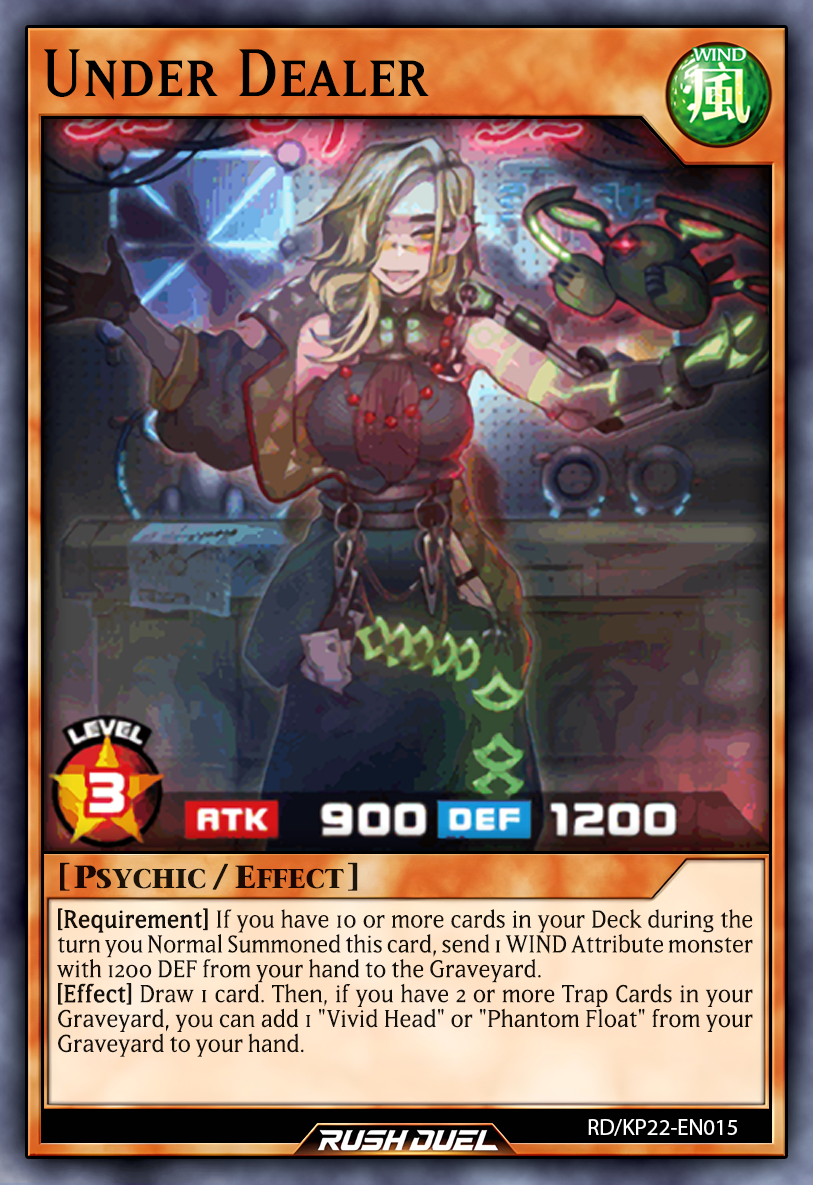 Under Dealer
WIND
風
LEVEL
3
ATK 900 DEF 1200
[Psychic / Effect]
[Requirement] If you have 10 or more cards in your Deck during the
turn you Normal Summoned this card, send 1 WIND Attribute monster
with 1200 DEF from your hand to the Graveyard.
[Effect] Draw 1 card. Then, if you have 2 or more Trap Cards in your
Graveyard, you can add 1 "Vivid Head" or "Phantom Float" from your
Graveyard to your hand.
RUSH DUEL
RD/KP22-EN015